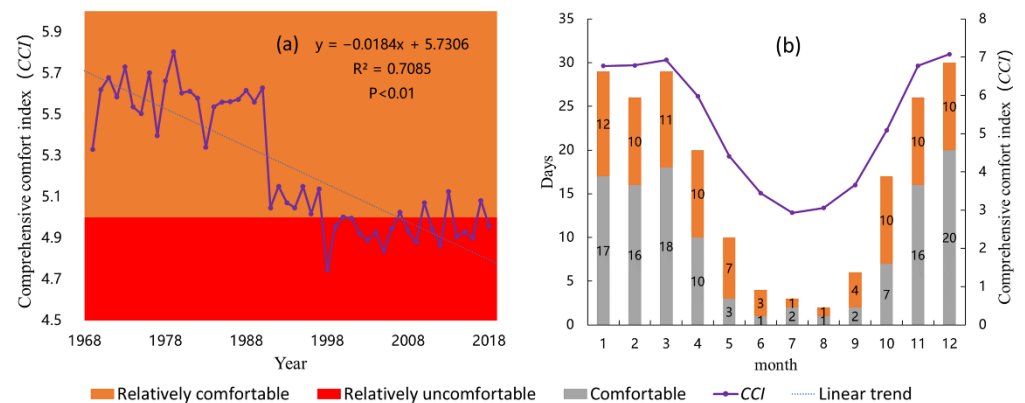 (a) y = −0.0184x + 5.7306
R² = 0.7085
P<0.01
Comprehensive comfort index (CCI)
5.9
5.7
5.5
5.3
5.1
4.9
4.7
4.5
1968 1978 1988 1998 2008 2018
Year
(b)
Days
35
30
25
20
15
10
5
0
12 10 11 10 7 3 1 1 4 10 10 10
17 16 18 10 3 1 2 1 2 7 16 20
1 2 3 4 5 6 7 8 9 10 11 12
month
8
7
6
5
4
3
2
1
0
Comprehensive comfort index (CCI)
Relatively comfortable Relatively uncomfortable Comfortable CCI Linear trend